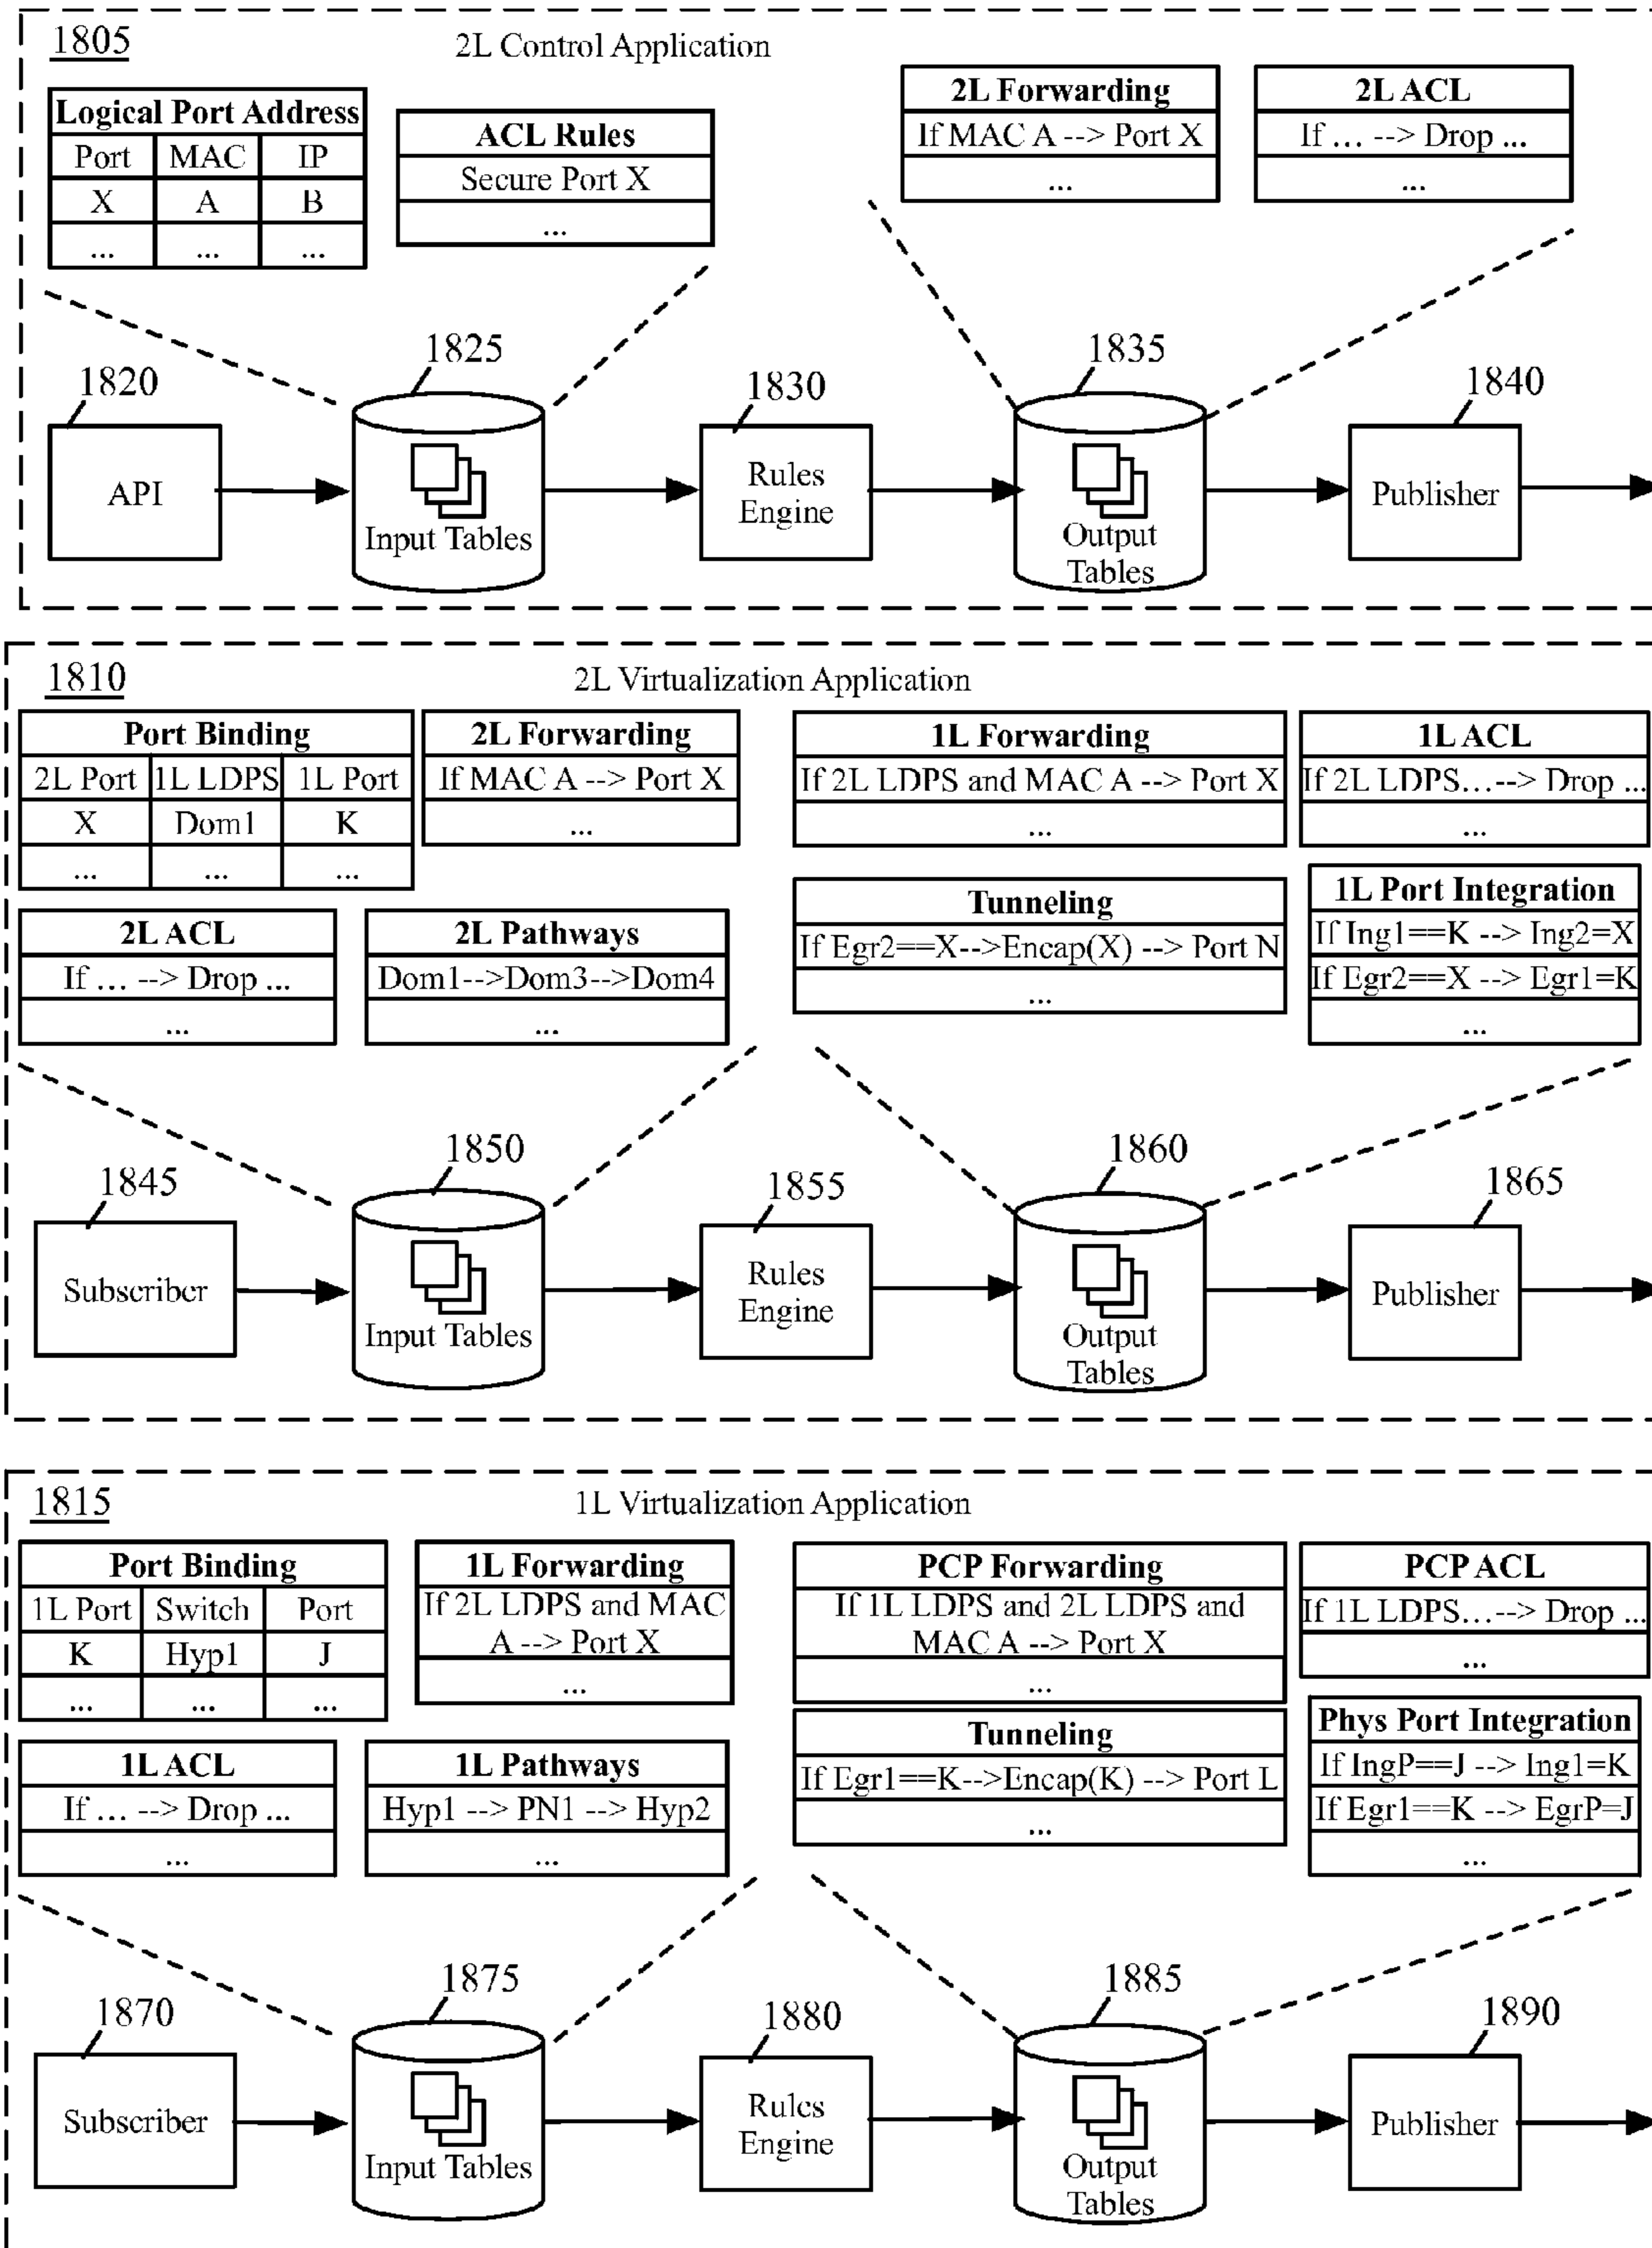 1805
2L Control Application
Logical Port Address
Port MAC IP
X A B
... ... ...
ACL Rules
Secure Port X
...
2L Forwarding
If MAC A --> Port X
...
2L ACL
If ... --> Drop ...
...
1820
API
1825
Input Tables
1830
Rules
Engine
1835
Output
Tables
1840
Publisher
1810
2L Virtualization Application
Port Binding
2L Port 1L LDPS 1L Port
X Dom1 K
... ... ...
2L Forwarding
If MAC A --> Port X
...
1L Forwarding
If 2L LDPS and MAC A --> Port X
...
1L ACL
If 2L LDPS...--> Drop ...
...
2L ACL
If ... --> Drop ...
...
2L Pathways
Dom1-->Dom3-->Dom4
...
Tunneling
If Egr2==X-->Encap(X) --> Port N
...
1L Port Integration
If Ing1==K --> Ing2=X
If Egr2==X --> Egr1=K
...
1845
Subscriber
1850
Input Tables
1855
Rules
Engine
1860
Output
Tables
1865
Publisher
1815
1L Virtualization Application
Port Binding
1L Port Switch Port
K Hyp1 J
... ... ...
1L Forwarding
If 2L LDPS and MAC
A --> Port X
...
PCP Forwarding
If 1L LDPS and 2L LDPS and
MAC A --> Port X
...
PCP ACL
If 1L LDPS...--> Drop ...
...
1L ACL
If ... --> Drop ...
...
1L Pathways
Hyp1 --> PN1 --> Hyp2
...
Tunneling
If Egr1==K-->Encap(K) --> Port L
...
Phys Port Integration
If IngP==J --> Ing1=K
If Egr1==K --> EgrP=J
...
1870
Subscriber
1875
Input Tables
1880
Rules
Engine
1885
Output
Tables
1890
Publisher